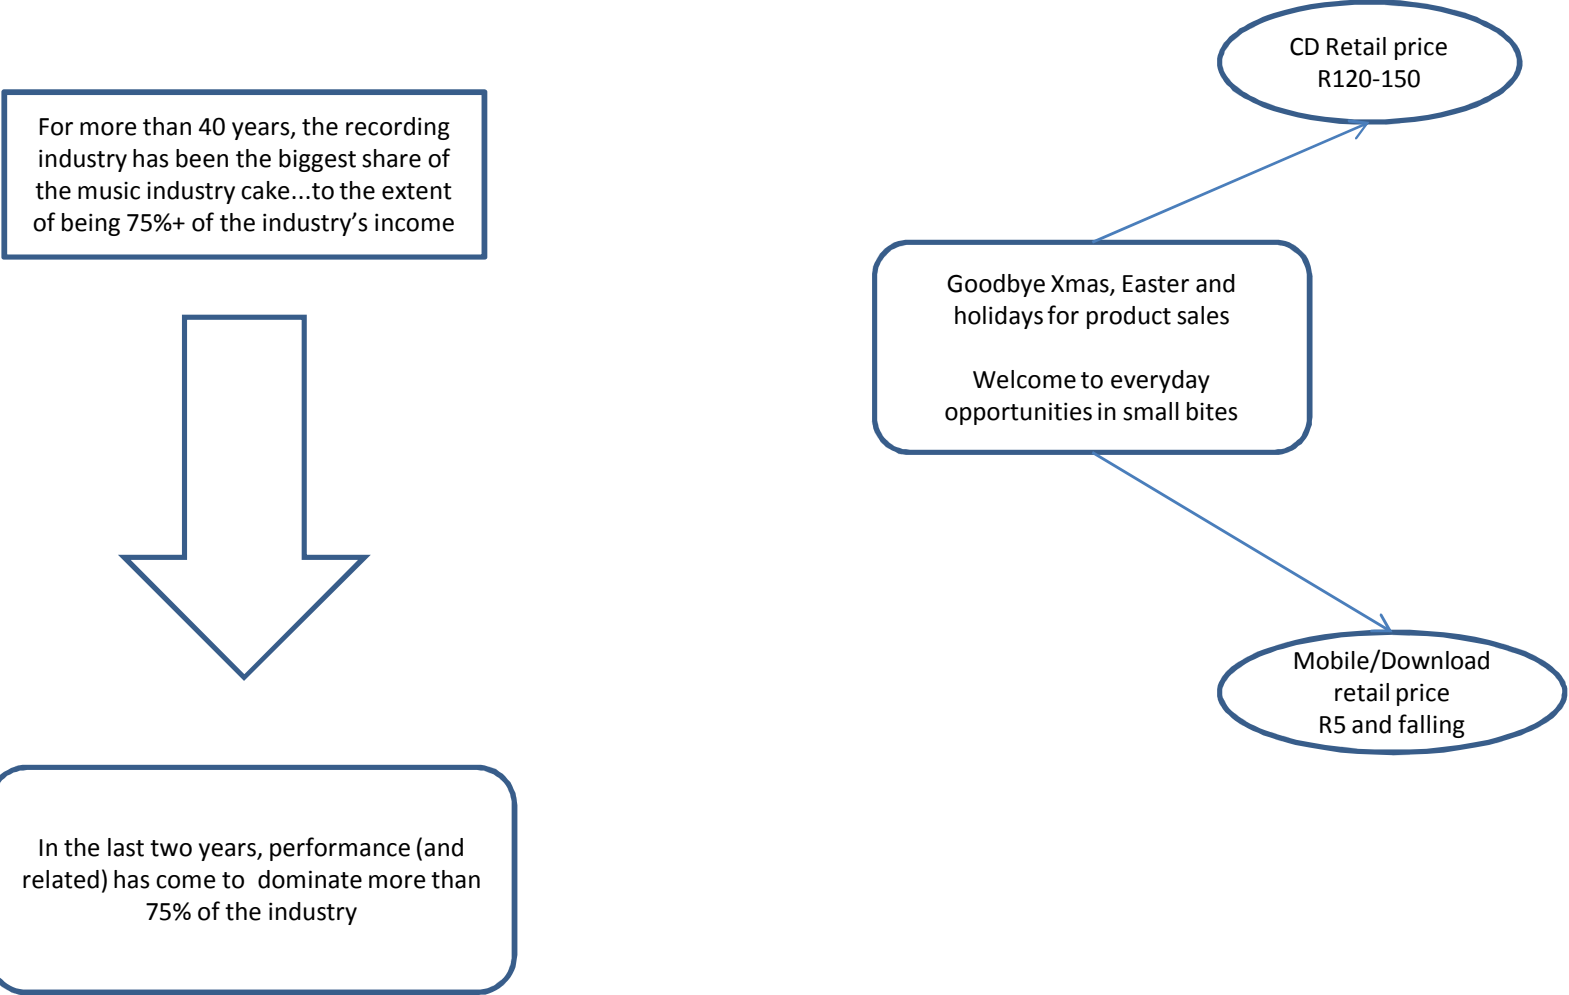 For more than 40 years, the recording
industry has been the biggest share of
the music industry cake...to the extent
of being 75%+ of the industry’s income
In the last two years, performance (and
related) has come to  dominate more than
75% of the industry
CD Retail price
R120-150
Goodbye Xmas, Easter and
holidays for product sales
Welcome to everyday
opportunities in small bites
Mobile/Download
retail price
R5 and falling